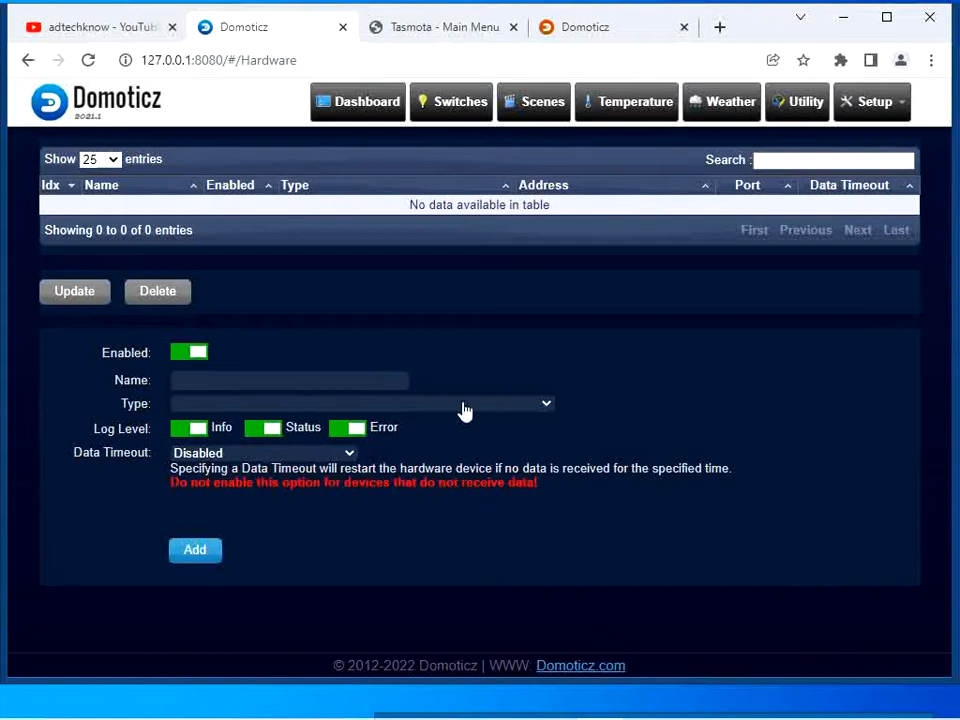 adtechknow - YouTub
Domoticz
Tasmota - Main Menu
Domoticz
127.0.0.1:8080/#/Hardware
Domoticz
2021.1
Dashboard
Switches
Scenes
Temperature
Weather
Utility
Setup
Show 25 entries
Search :
Idx Name Enabled Type Address Port Data Timeout
No data available in table
Showing 0 to 0 of 0 entries
First Previous Next Last
Update Delete
Enabled:
Name:
Type:
Log Level: Info Status Error
Data Timeout: Disabled
Specifying a Data Timeout will restart the hardware device if no data is received for the specified time.
Do not enable this option for devices that do not receive data!
Add
© 2012-2022 Domoticz | WWW: Domoticz.com